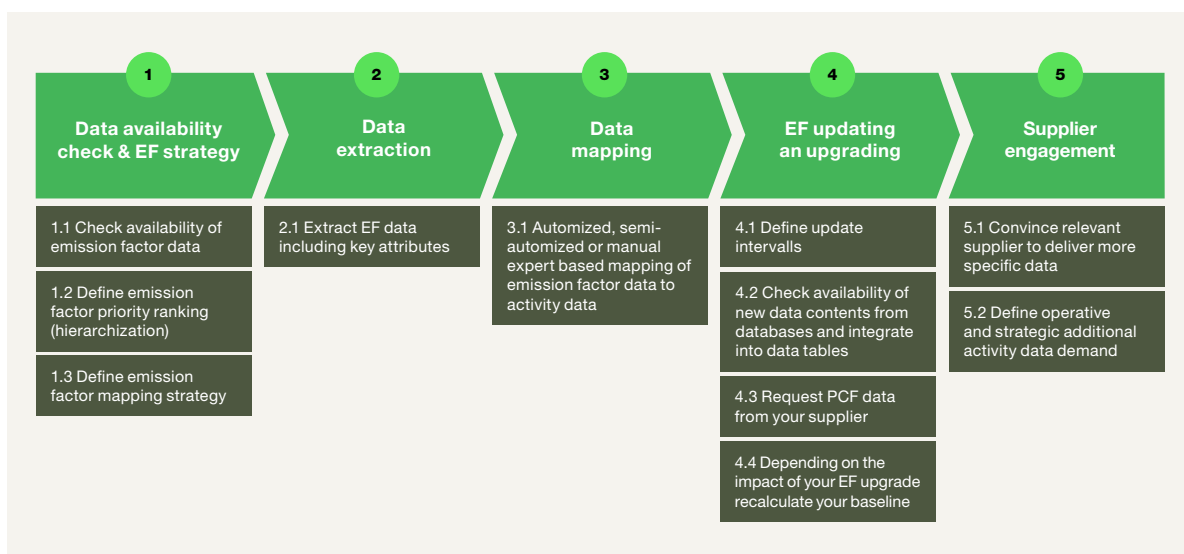 1
Data availability
check & EF strategy
1.1 Check availability of
emission factor data
1.2 Define emission
factor priority ranking
(hierarchization)
1.3 Define emission
factor mapping strategy
2
Data
extraction
2.1 Extract EF data
including key attributes
3
Data
mapping
3.1 Automized, semi-
automized or manual
expert based mapping of
emission factor data to
activity data
4
EF updating
an upgrading
4.1 Define update
intervalls
4.2 Check availability of
new data contents from
databases and integrate
into data tables
4.3 Request PCF data
from your supplier
4.4 Depending on the
impact of your EF upgrade
recalculate your baseline
5
Supplier
engagement
5.1 Convince relevant
supplier to deliver more
specific data
5.2 Define operative
and strategic additional
activity data demand